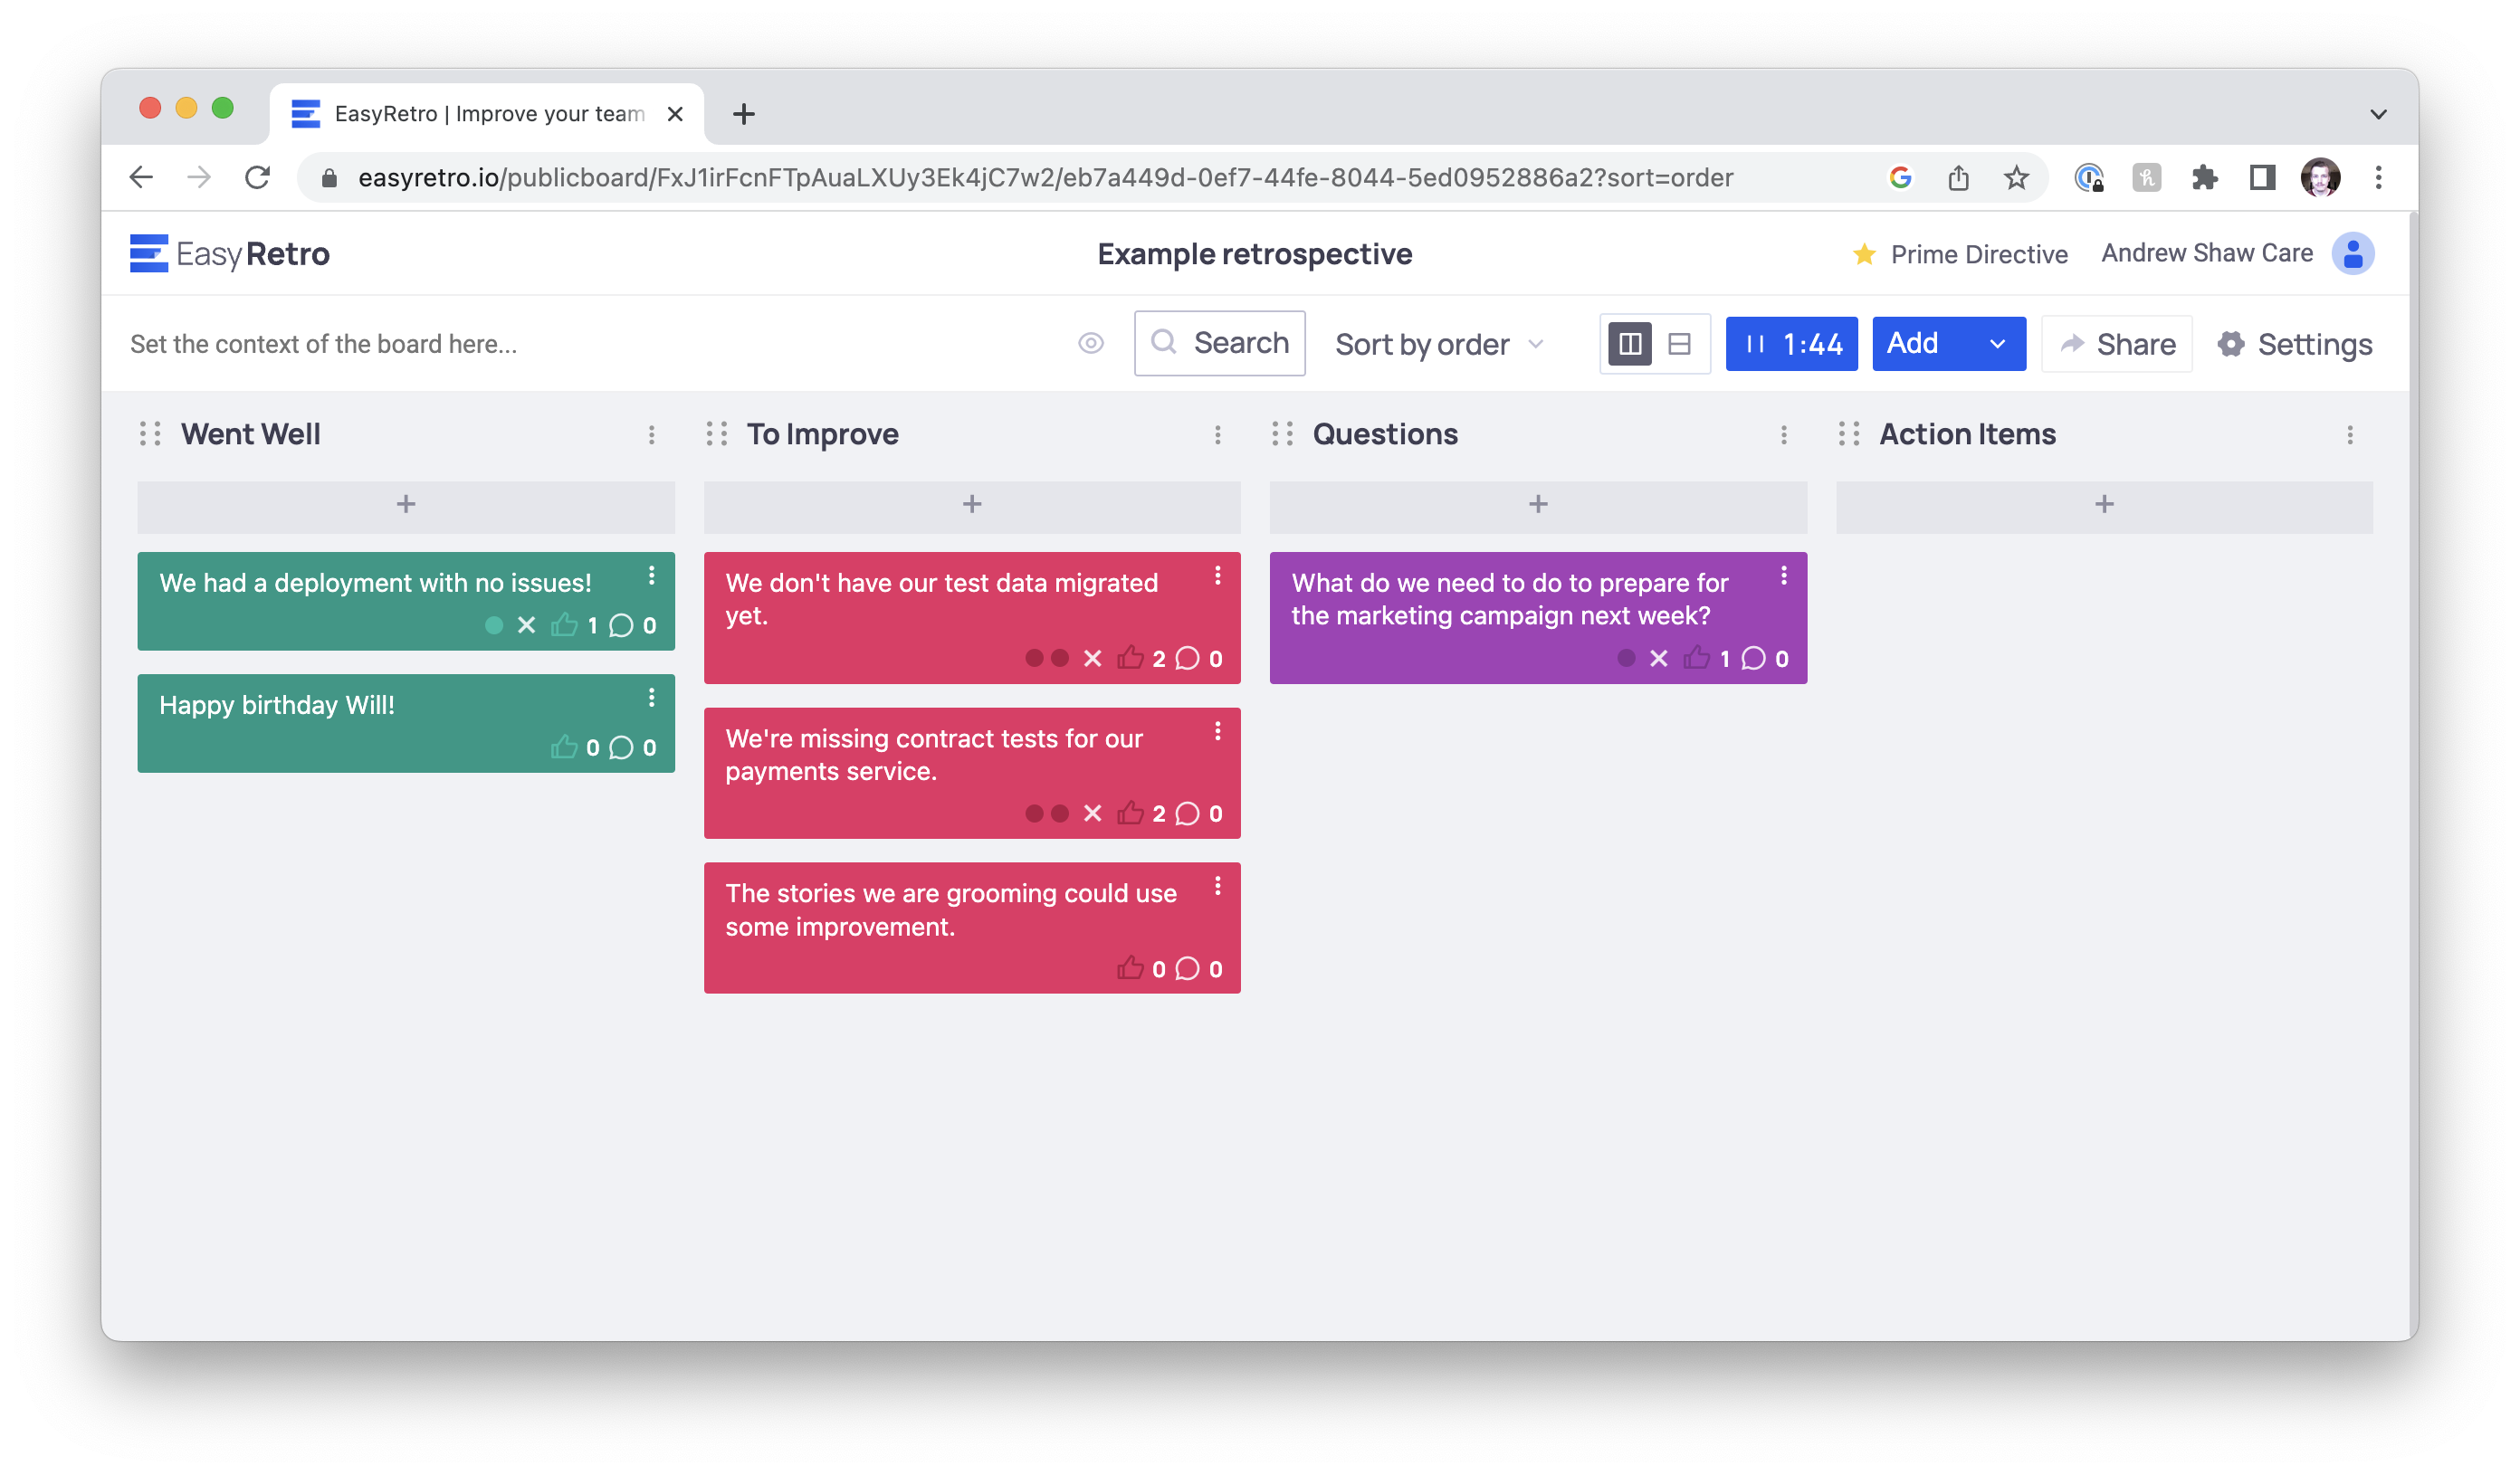 EasyRetro | Improve your team
easyretro.io/publicboard/FxJ1irFcnFTpAuaLXUy3Ek4jC7w2/eb7a449d-0ef7-44fe-8044-5ed0952886a2?sort=order
EasyRetro
Example retrospective
Prime Directive
Andrew Shaw Care
Set the context of the board here...
Search
Sort by order
1:44
Add
Share
Settings
Went Well
We had a deployment with no issues!
1 0
Happy birthday Will!
0 0
To Improve
We don't have our test data migrated
yet.
2 0
We're missing contract tests for our
payments service.
2 0
The stories we are grooming could use
some improvement.
0 0
Questions
What do we need to do to prepare for
the marketing campaign next week?
1 0
Action Items